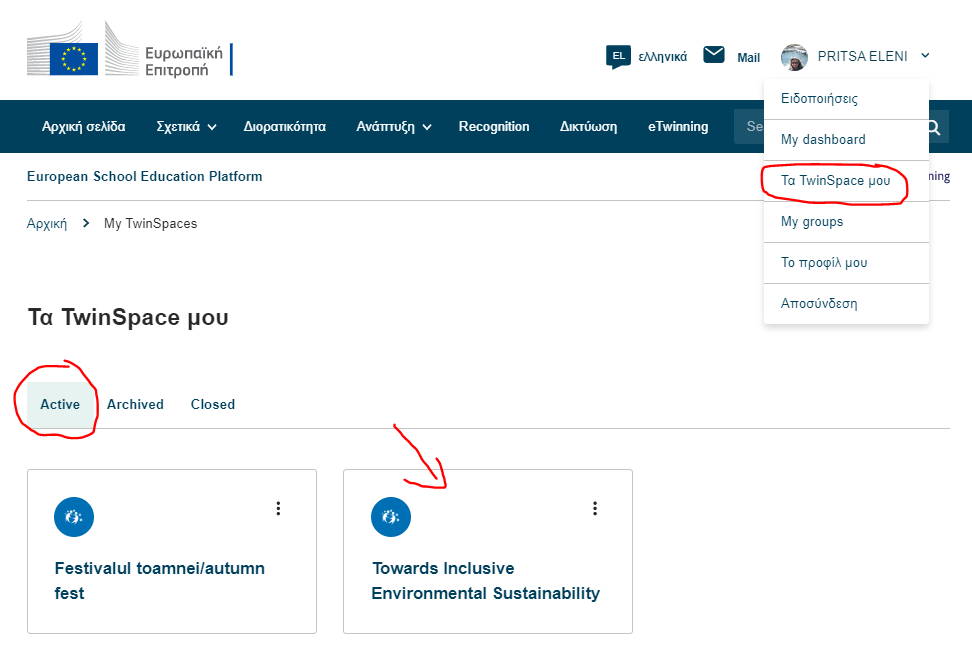 Ευρωπαϊκή
Επιτροπή
EL ελληνικά Mail PRITSA ELENI
Αρχική σελίδα Σχετικά Διορατικότητα Ανάπτυξη Recognition Δικτύωση eTwinning Se
Ειδοποιήσεις
My dashboard
Τα TwinSpace μου
My groups
Το προφίλ μου
Αποσύνδεση
European School Education Platform ning
Αρχική My TwinSpaces
Τα TwinSpace μου
Active Archived Closed
Festivalul toamnei/autumn
fest
Towards Inclusive
Environmental Sustainability